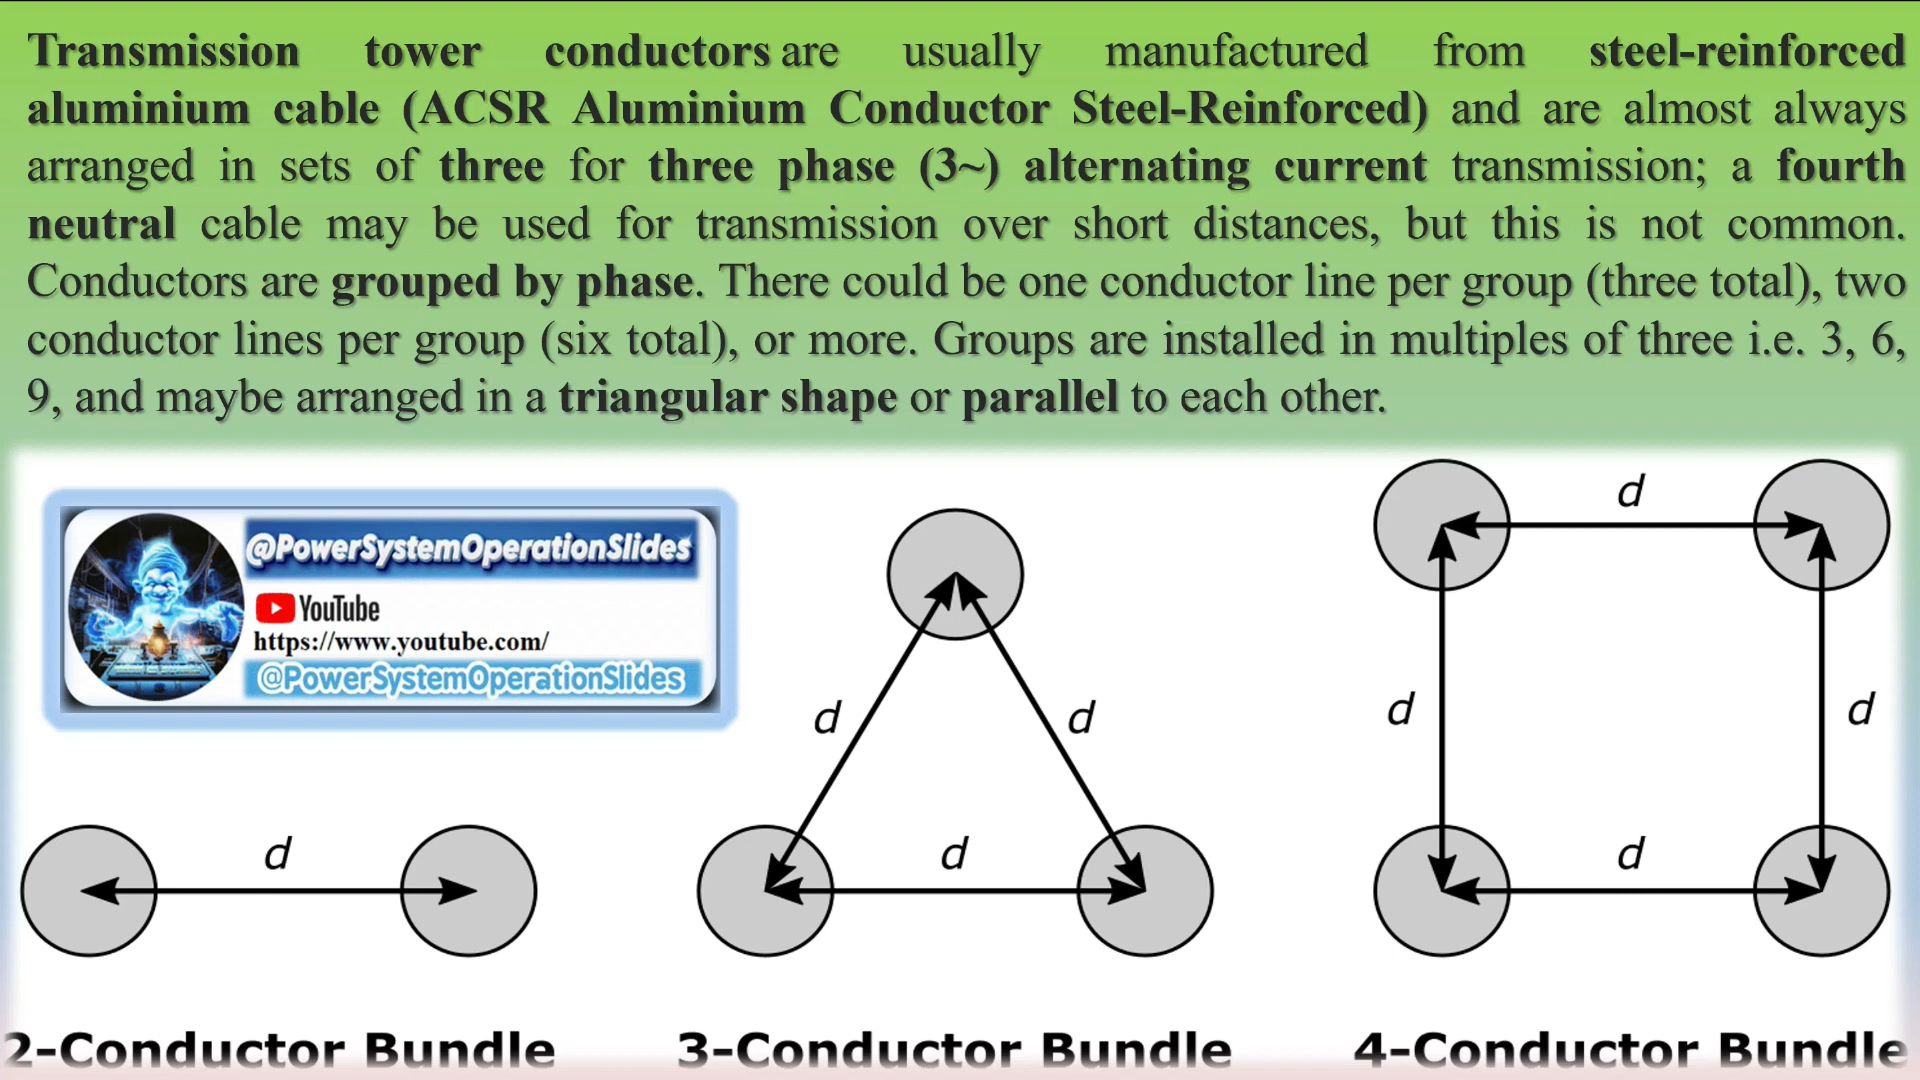 Transmission tower conductors are usually manufactured from steel-reinforced
aluminium cable (ACSR Aluminium Conductor Steel-Reinforced) and are almost always
arranged in sets of three for three phase (3~) alternating current transmission; a fourth
neutral cable may be used for transmission over short distances, but this is not common.
Conductors are grouped by phase. There could be one conductor line per group (three total), two
conductor lines per group (six total), or more. Groups are installed in multiples of three i.e. 3, 6,
9, and maybe arranged in a triangular shape or parallel to each other.
@PowerSystemOperationSlides
YouTube
https://www.youtube.com/
@PowerSystemOperationSlides
d
2-Conductor Bundle
d
d
d
3-Conductor Bundle
d
d
d
d
4-Conductor Bundle